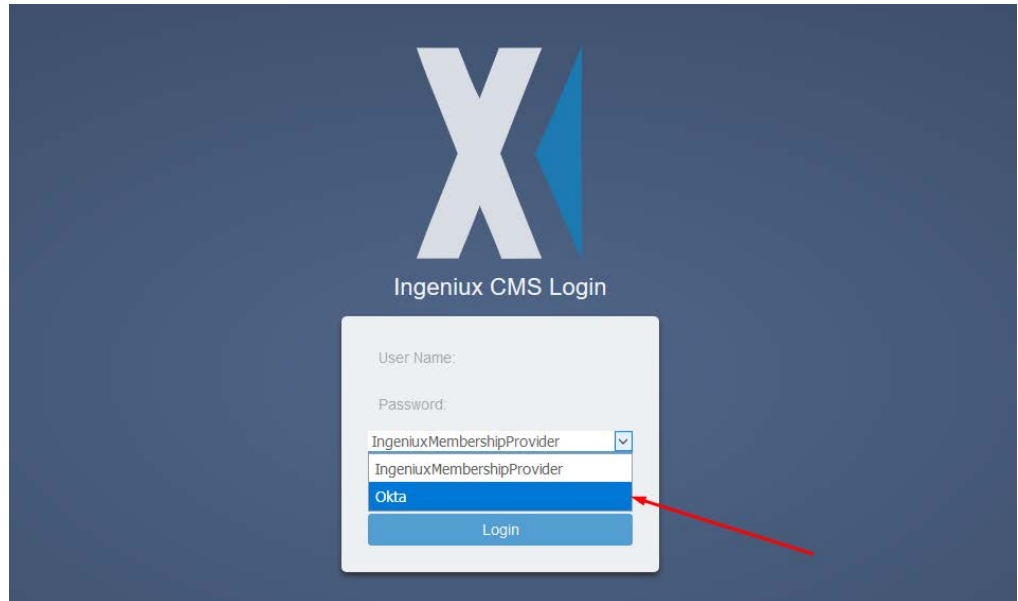 Ingeniux CMS Login
User Name:
Password:
IngeniuxMembershipProvider
IngeniuxMembershipProvider
Okta
Login